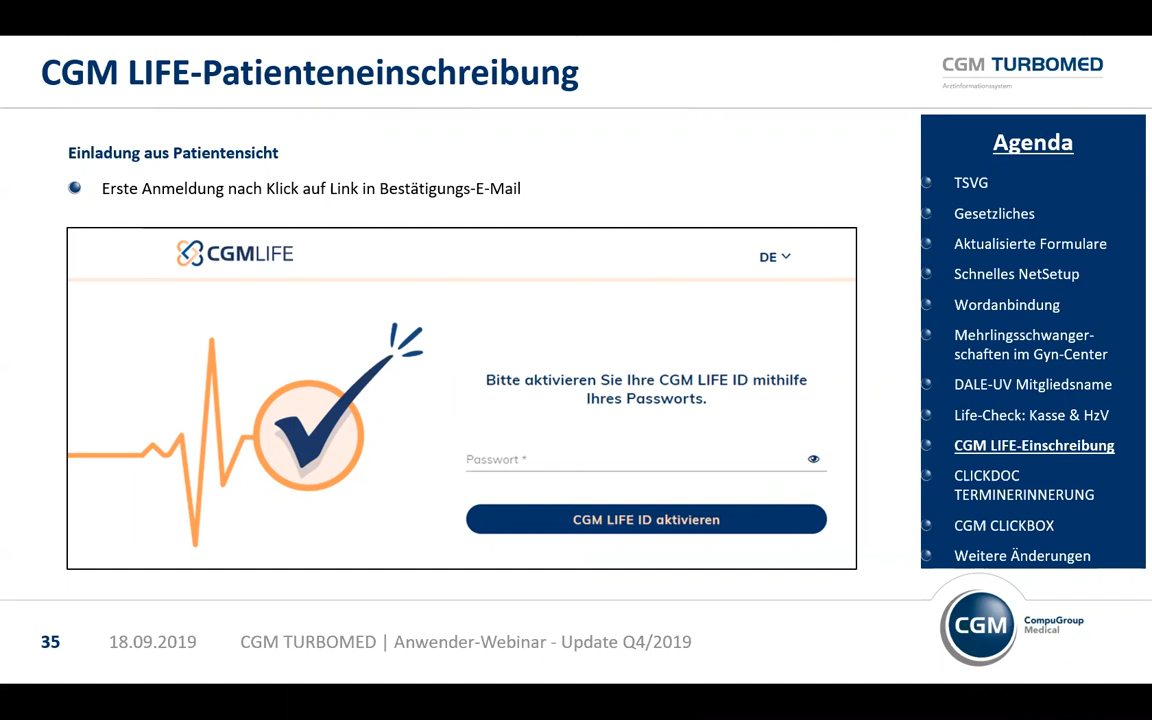 CGM LIFE-Patienteneinschreibung
CGM TURBOMED
Arztinformationssystem
Einladung aus Patientensicht
Erste Anmeldung nach Klick auf Link in Bestätigungs-E-Mail
CGMLIFE
DE
Bitte aktivieren Sie Ihre CGM LIFE ID mithilfe
Ihres Passworts.
Passwort *
CGM LIFE ID aktivieren
Agenda
TSVG
Gesetzliches
Aktualisierte Formulare
Schnelles NetSetup
Wordanbindung
Mehrlingsschwanger-
schaften im Gyn-Center
DALE-UV Mitgliedsname
Life-Check: Kasse & HzV
CGM LIFE-Einschreibung
CLICKDOC
TERMINERINNERUNG
CGM CLICKBOX
Weitere Änderungen
35
18.09.2019
CGM TURBOMED | Anwender-Webinar - Update Q4/2019
CGM
CompuGroup
Medical